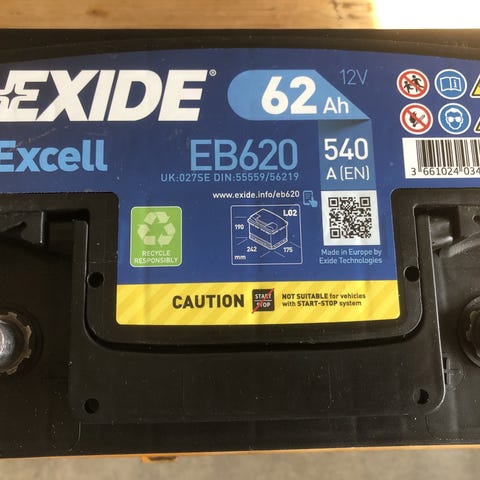 EXIDE®
62 Ah
12V
Excell
EB620
540
A (EN)
UK:027SE DIN:55559/56219
3 661024 034
www.exide.info/eb620
L02
190
242
175
mm
RECYCLE
RESPONSIBLY
Made in Europe by
Exide Technologies
CAUTION
START
STOP
NOT SUITABLE for vehicles
with START-STOP system